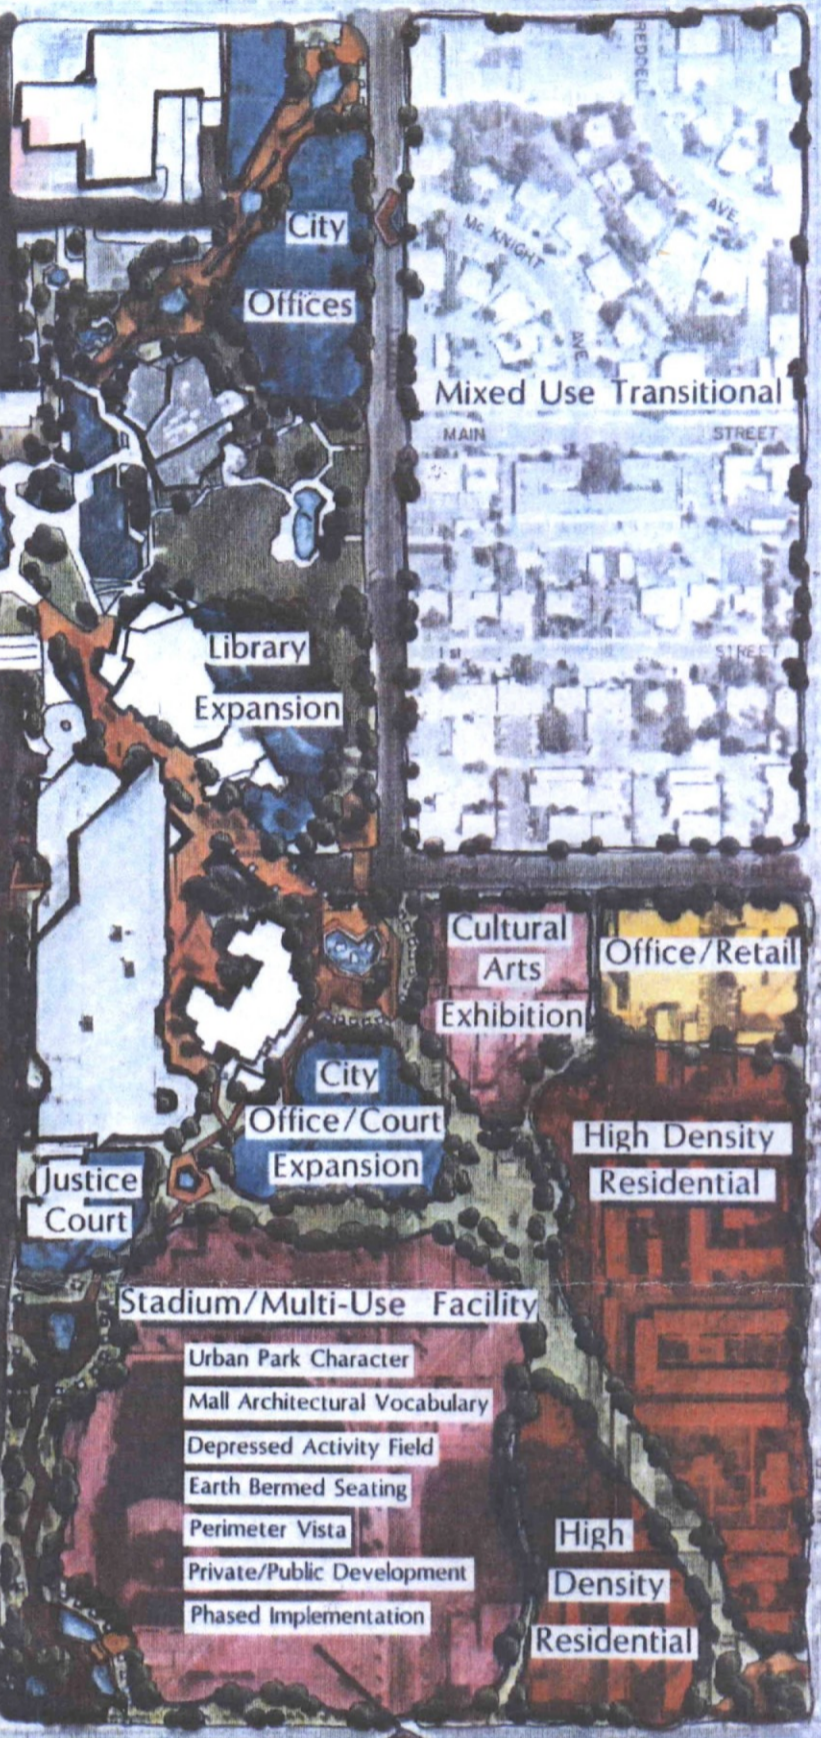 REDCELL
AVE.
Mc KNIGHT
AVE.
City
Offices
Mixed Use Transitional
MAIN STREET
Library
Expansion
1st STREET
Cultural
Arts
Exhibition
Office/Retail
City
Office/Court
Expansion
High Density
Residential
Justice
Court
Stadium/Multi-Use Facility
Urban Park Character
Mall Architectural Vocabulary
Depressed Activity Field
Earth Bermed Seating
Perimeter Vista
Private/Public Development
Phased Implementation
High
Density
Residential